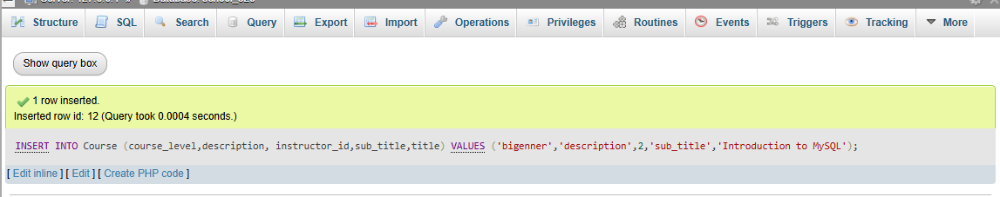 Structure SQL Search Query Export Import Operations Privileges Routines Events Triggers Tracking More
Show query box
1 row inserted.
Inserted row id: 12 (Query took 0.0004 seconds.)
INSERT INTO Course (course_level,description, instructor_id,sub_title,title) VALUES ('bigenner','description',2,'sub_title','Introduction to MySQL');
[ Edit inline ] [ Edit ] [ Create PHP code ]